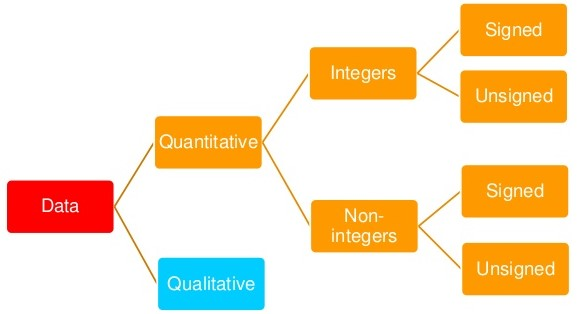 Signed
Integers
Unsigned
Quantitative
Data
Signed
Non-
integers
Unsigned
Qualitative